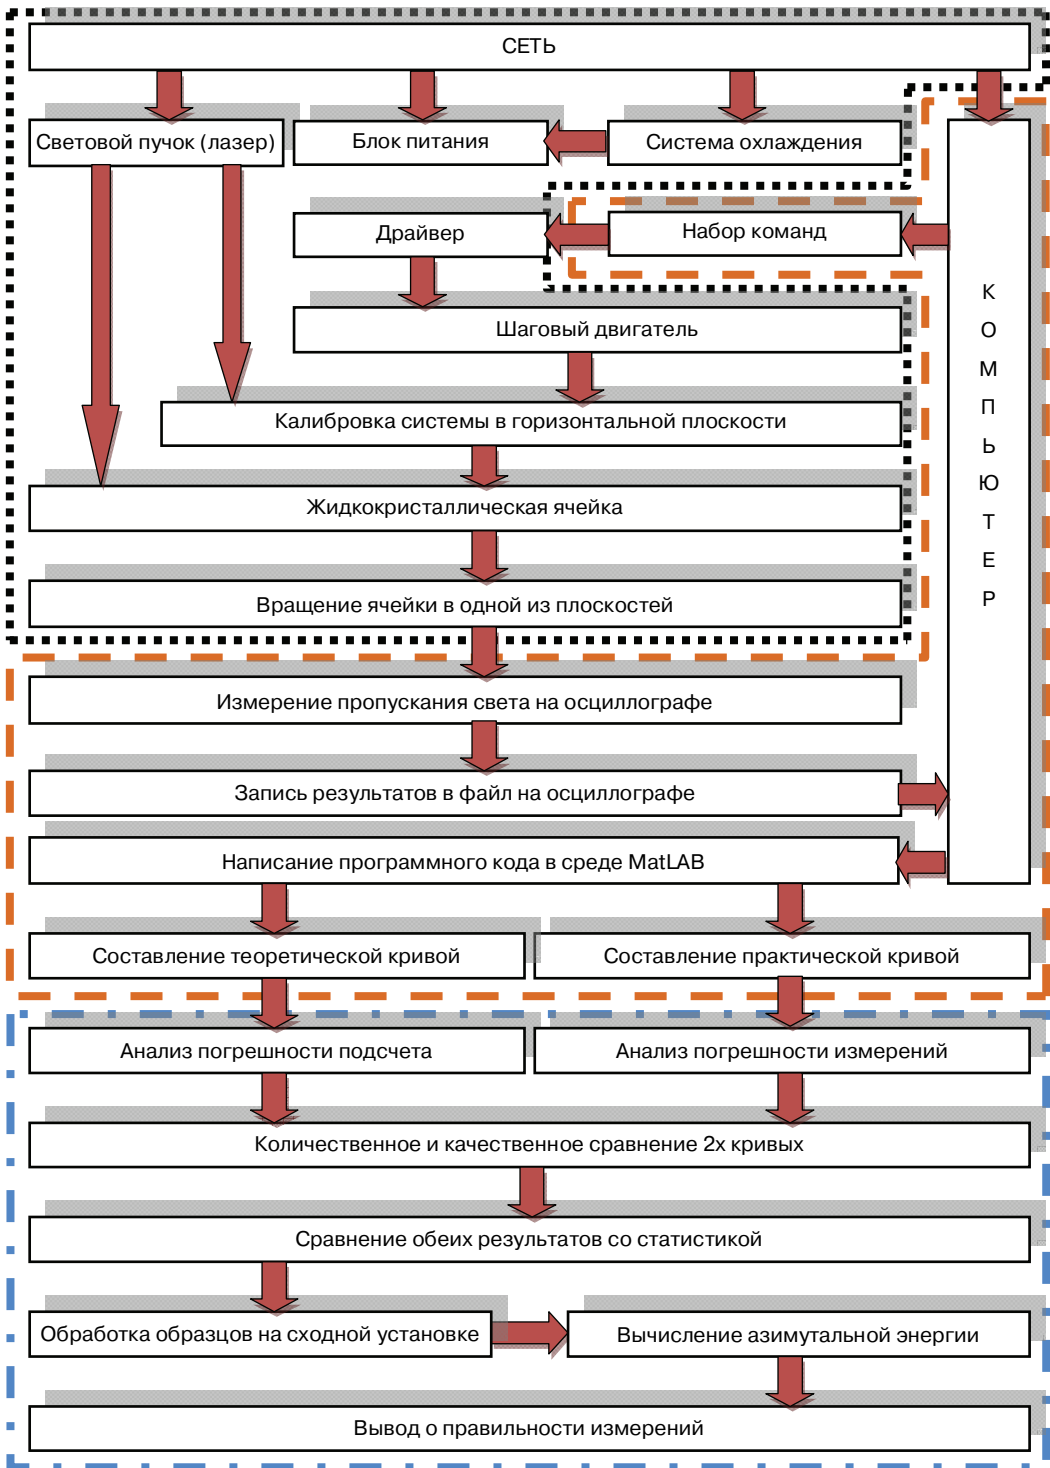 СЕТЬ
Световой пучок (лазер)
Блок питания
Система охлаждения
Драйвер
Набор команд
К
О
М
П
Ь
Ю
Т
Е
Р
Шаговый двигатель
Калибровка системы в горизонтальной плоскости
Жидкокристаллическая ячейка
Вращение ячейки в одной из плоскостей
Измерение пропускания света на осциллографе
Запись результатов в файл на осциллографе
Написание программного кода в среде MatLAB
Составление теоретической кривой
Составление практической кривой
Анализ погрешности подсчета
Анализ погрешности измерений
Количественное и качественное сравнение 2х кривых
Сравнение обеих результатов со статистикой
Обработка образцов на сходной установке
Вычисление азимутальной энергии
Вывод о правильности измерений